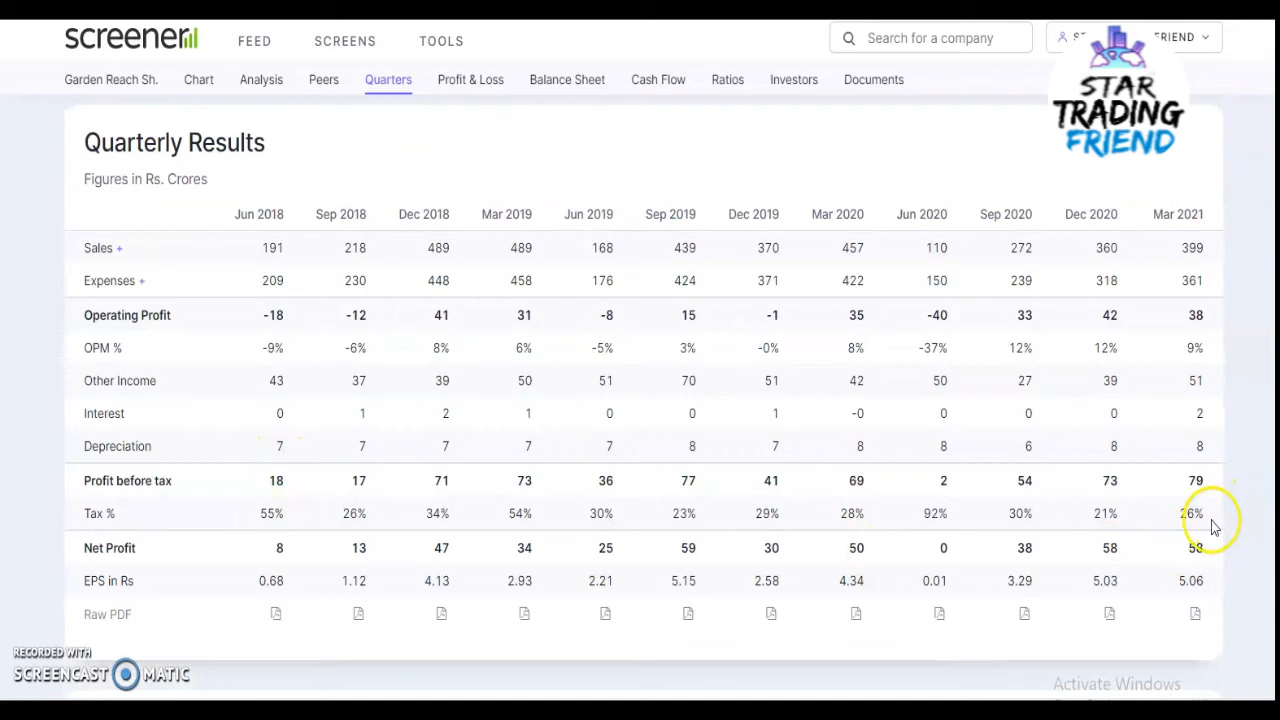 screener FEED SCREENS TOOLS Search for a company FRIEND
Garden Reach Sh. Chart Analysis Peers Quarters Profit & Loss Balance Sheet Cash Flow Ratios Investors Documents
STAR
TRADING
FRIEND
Quarterly Results
Figures in Rs. Crores
Jun 2018 Sep 2018 Dec 2018 Mar 2019 Jun 2019 Sep 2019 Dec 2019 Mar 2020 Jun 2020 Sep 2020 Dec 2020 Mar 2021
Sales + 191 218 489 489 168 439 370 457 110 272 360 399
Expenses + 209 230 448 458 176 424 371 422 150 239 318 361
Operating Profit -18 -12 41 31 -8 15 -1 35 -40 33 42 38
OPM % -9% -6% 8% 6% -5% 3% -0% 8% -37% 12% 12% 9%
Other Income 43 37 39 50 51 70 51 42 50 27 39 51
Interest 0 1 2 1 0 0 1 -0 0 0 0 2
Depreciation 7 7 7 7 7 8 7 8 8 6 8 8
Profit before tax 18 17 71 73 36 77 41 69 2 54 73 79
Tax % 55% 26% 34% 54% 30% 23% 29% 28% 92% 30% 21% 26%
Net Profit 8 13 47 34 25 59 30 50 0 38 58 58
EPS in Rs 0.68 1.12 4.13 2.93 2.21 5.15 2.58 4.34 0.01 3.29 5.03 5.06
Raw PDF
RECORDED WITH
SCREENCAST MATIC
Activate Windows